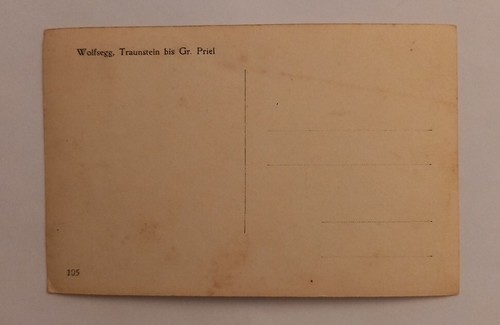 Wolfsegg, Traunstein bis Gr. Priel
105